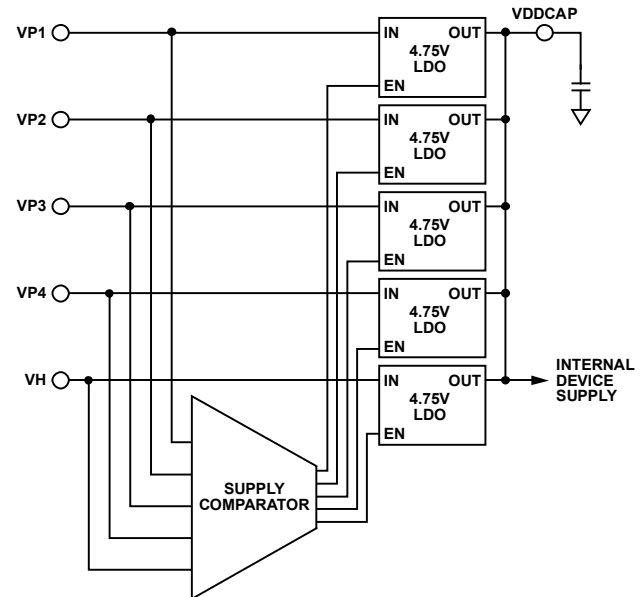 VDDCAP
VP1
IN
OUT
4.75V
LDO
EN
VP2
IN
OUT
4.75V
LDO
EN
VP3
IN
OUT
4.75V
LDO
EN
VP4
IN
OUT
4.75V
LDO
EN
VH
IN
OUT
4.75V
LDO
EN
INTERNAL
DEVICE
SUPPLY
SUPPLY
COMPARATOR